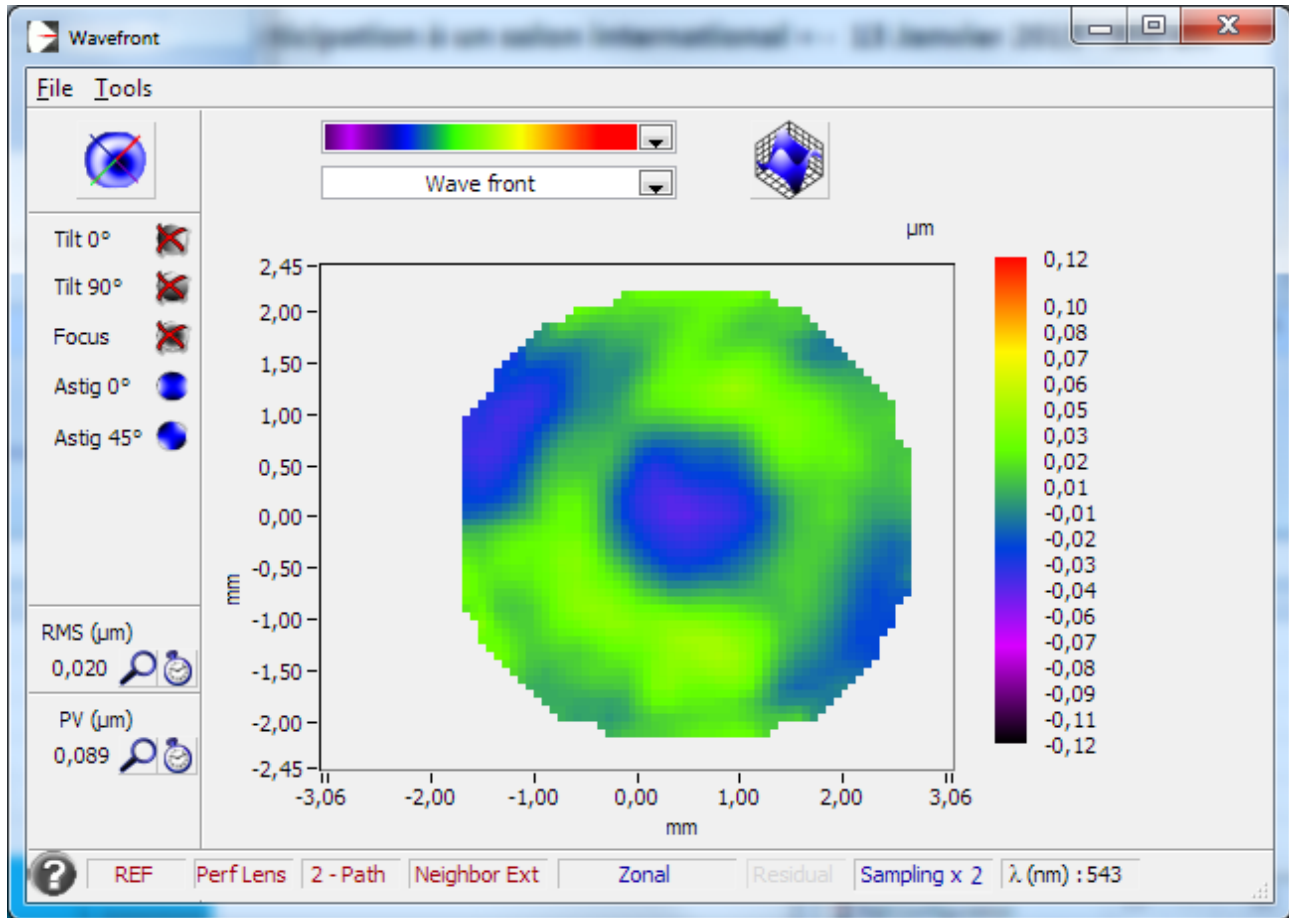 Wavefront
icipation à un salon international
File Tools
Wave front
Tilt 0°
Tilt 90°
Focus
Astig 0°
Astig 45°
RMS (µm)
0,020
PV (µm)
0,089
µm
2,45
2,00
1,50
1,00
0,50
0,00
-0,50
-1,00
-1,50
-2,00
-2,45
mm
-3,06 -2,00 -1,00 0,00 1,00 2,00 3,06
mm
0,12
0,10
0,08
0,07
0,06
0,05
0,03
0,02
0,01
-0,01
-0,02
-0,03
-0,04
-0,06
-0,07
-0,08
-0,09
-0,11
-0,12
? REF Perf Lens 2 - Path Neighbor Ext Zonal Residual Sampling x 2 λ (nm) : 543